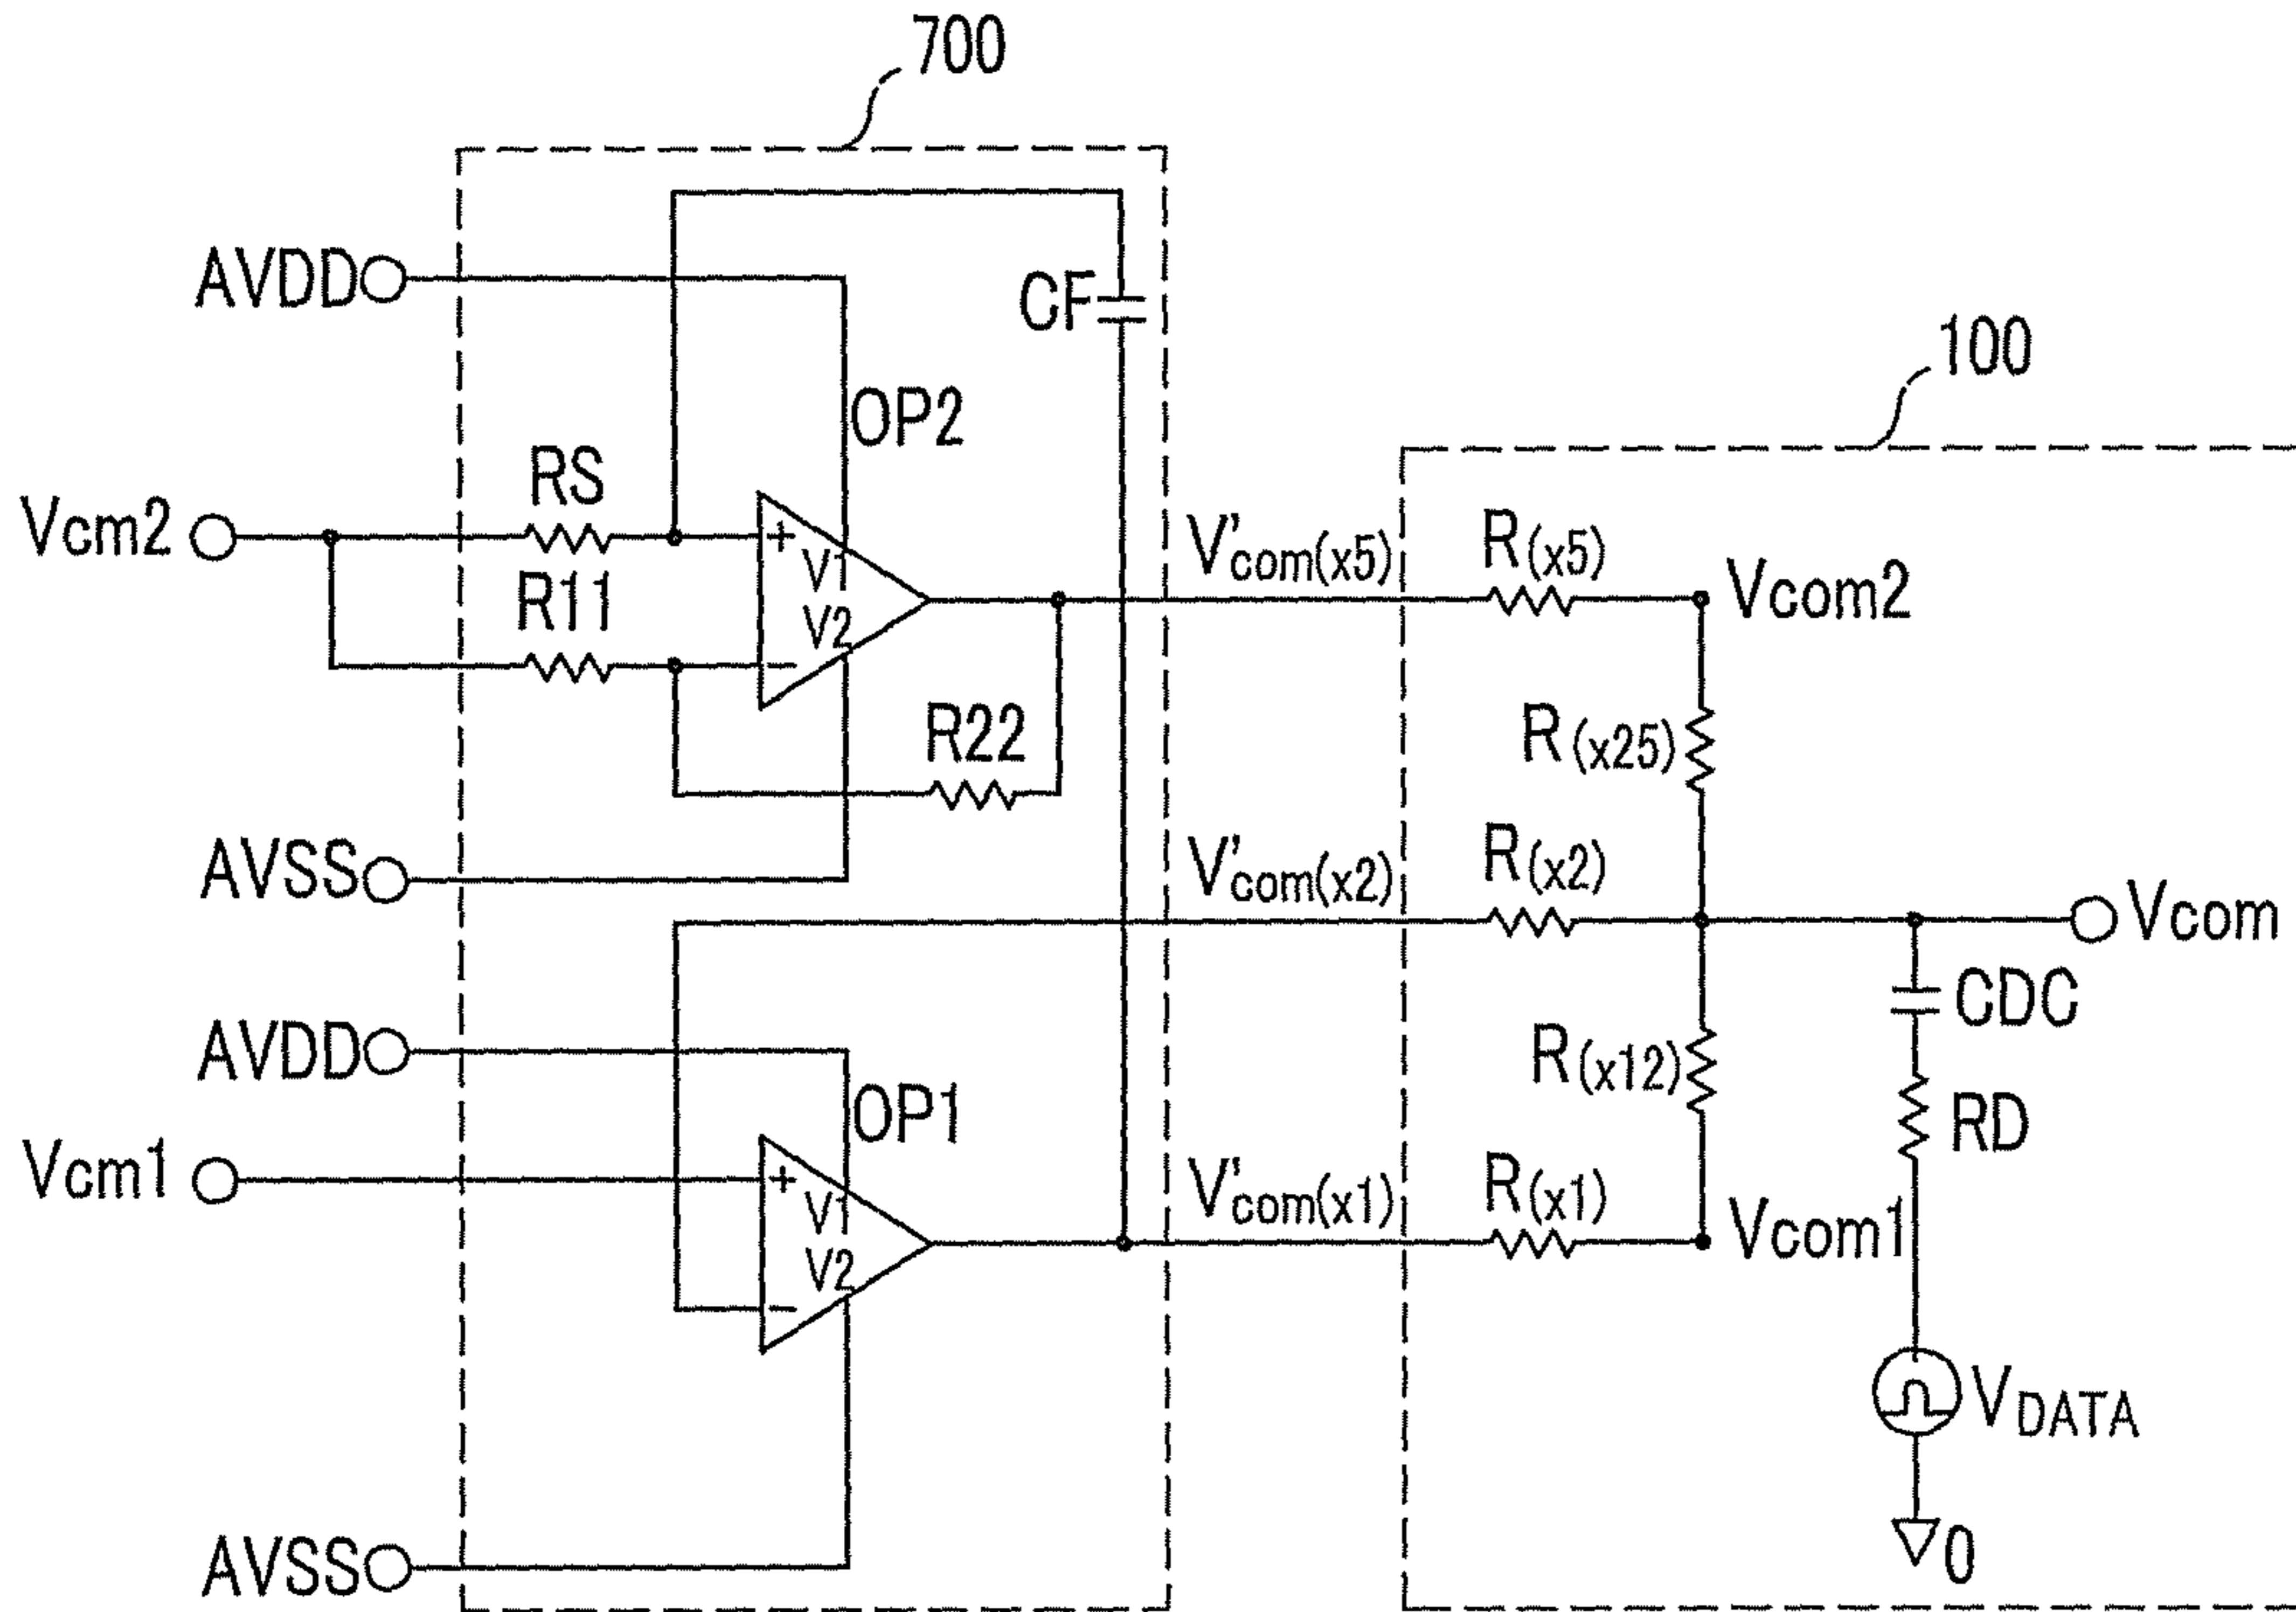 700
AVDD
CF
100
OP2
RS
Vcm2
+
V1
V'com(x5)
R(x5)
Vcom2
R11
V2
−
R22
R(x25)
AVSS
V'com(x2)
R(x2)
Vcom
CDC
AVDD
R(x12)
OP1
RD
Vcm1
+
V1
V'com(x1)
R(x1)
Vcom1
V2
−
VDATA
AVSS
0